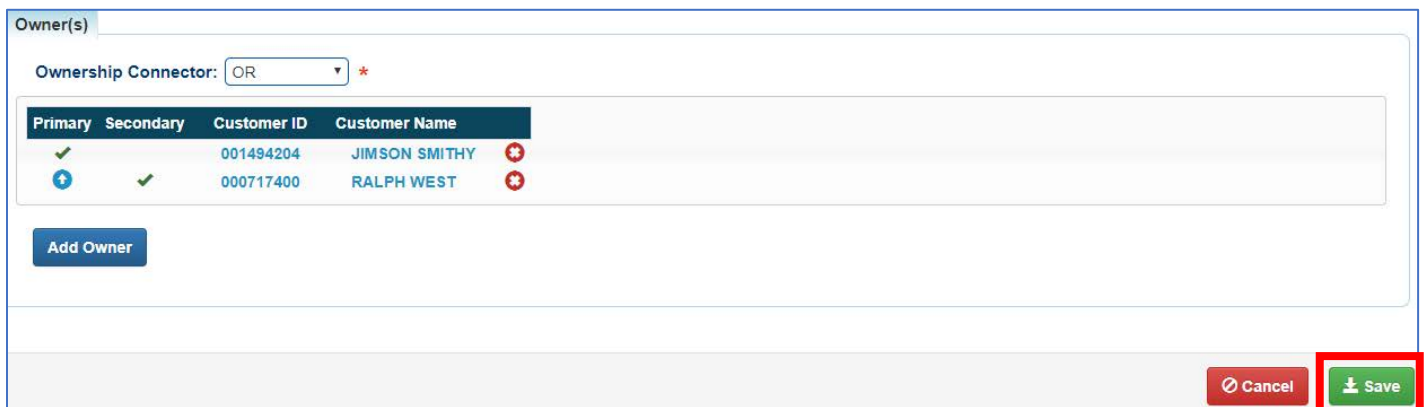 Owner(s)
Ownership Connector: OR *
Primary Secondary Customer ID Customer Name
001494204 JIMSON SMITHY
000717400 RALPH WEST
Add Owner
Cancel Save